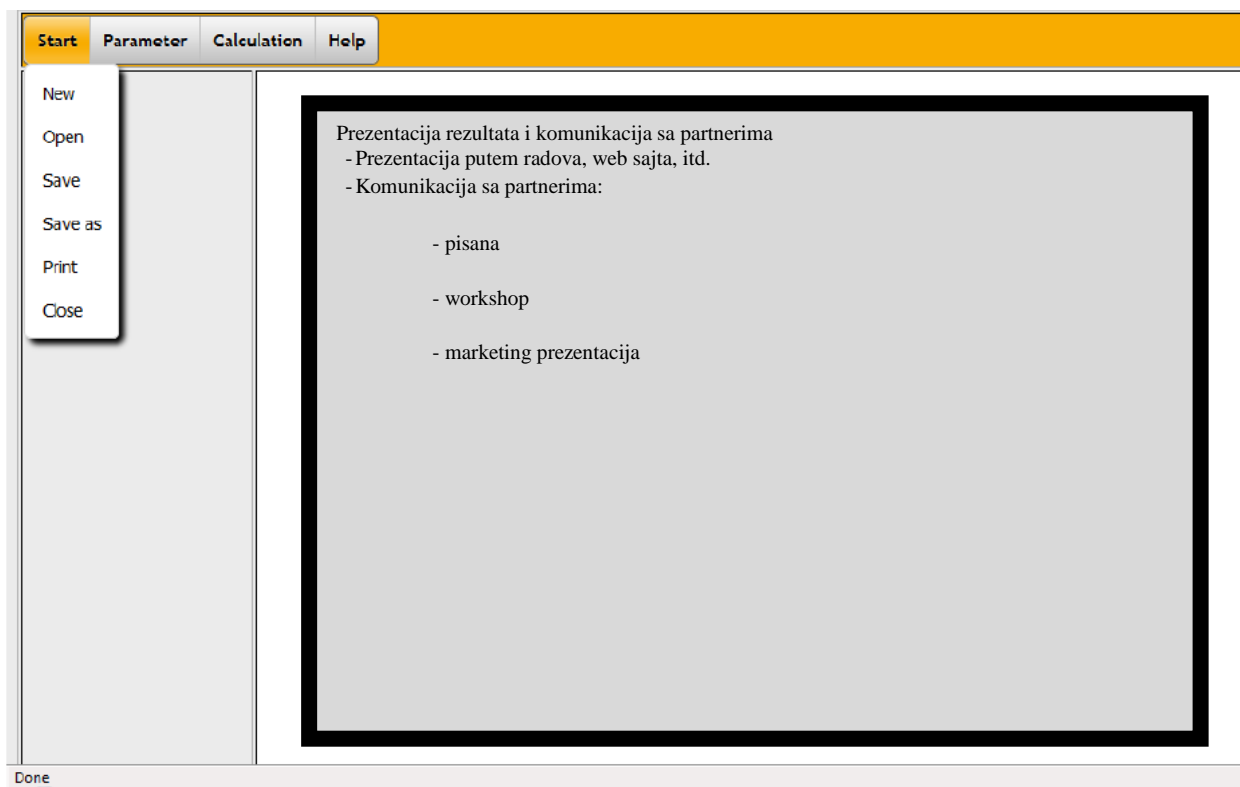 Start Parameter Calculation Help
New
Open
Save
Save as
Print
Close
Prezentacija rezultata i komunikacija sa partnerima
- Prezentacija putem radova, web sajta, itd.
- Komunikacija sa partnerima:
- pisana
- workshop
- marketing prezentacija
Done